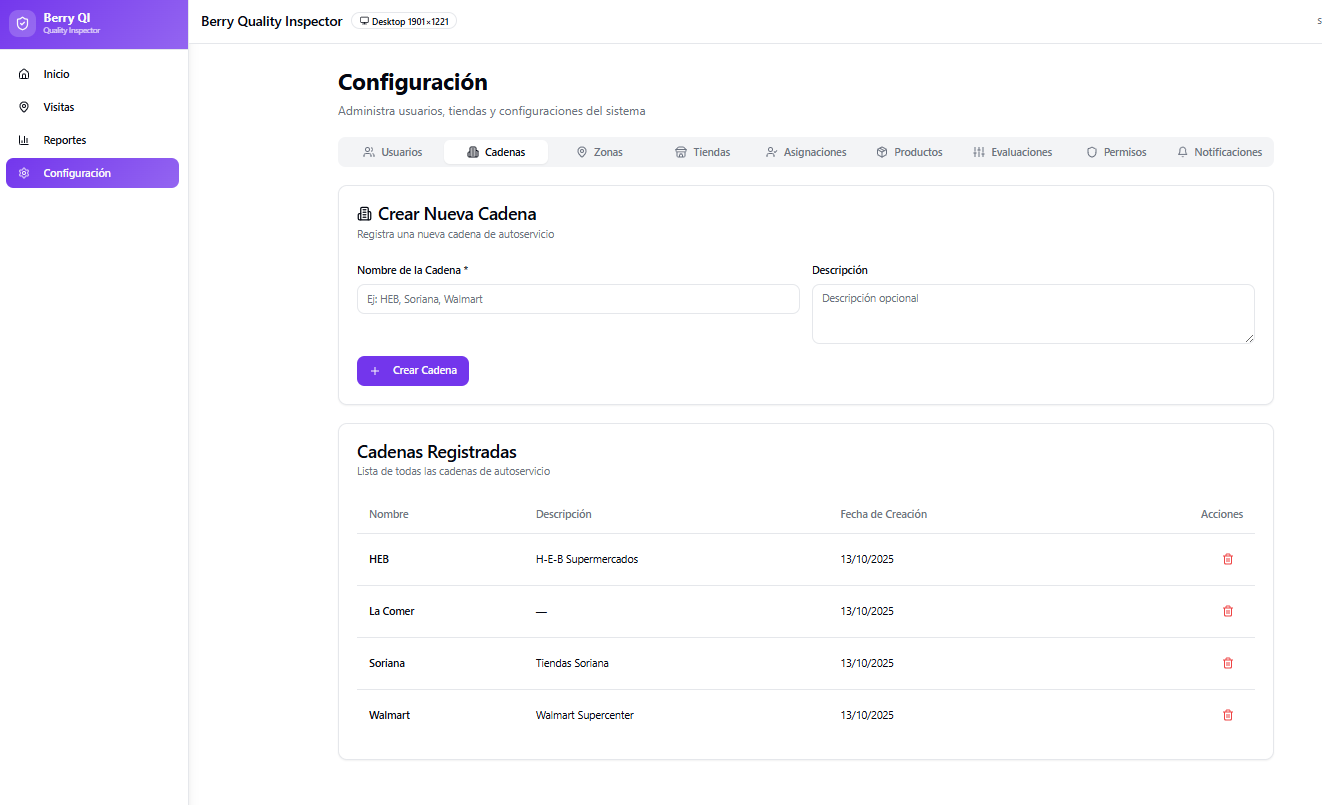 Berry QI
Quality Inspector
Berry Quality Inspector
Desktop 1901×1221
Inicio
Visitas
Reportes
Configuración
Configuración
Administra usuarios, tiendas y configuraciones del sistema
Usuarios Cadenas Zonas Tiendas Asignaciones Productos Evaluaciones Permisos Notificaciones
Crear Nueva Cadena
Registra una nueva cadena de autoservicio
Nombre de la Cadena * Descripción
Ej: HEB, Soriana, Walmart Descripción opcional
+ Crear Cadena
Cadenas Registradas
Lista de todas las cadenas de autoservicio
Nombre Descripción Fecha de Creación Acciones
HEB H-E-B Supermercados 13/10/2025
La Comer — 13/10/2025
Soriana Tiendas Soriana 13/10/2025
Walmart Walmart Supercenter 13/10/2025